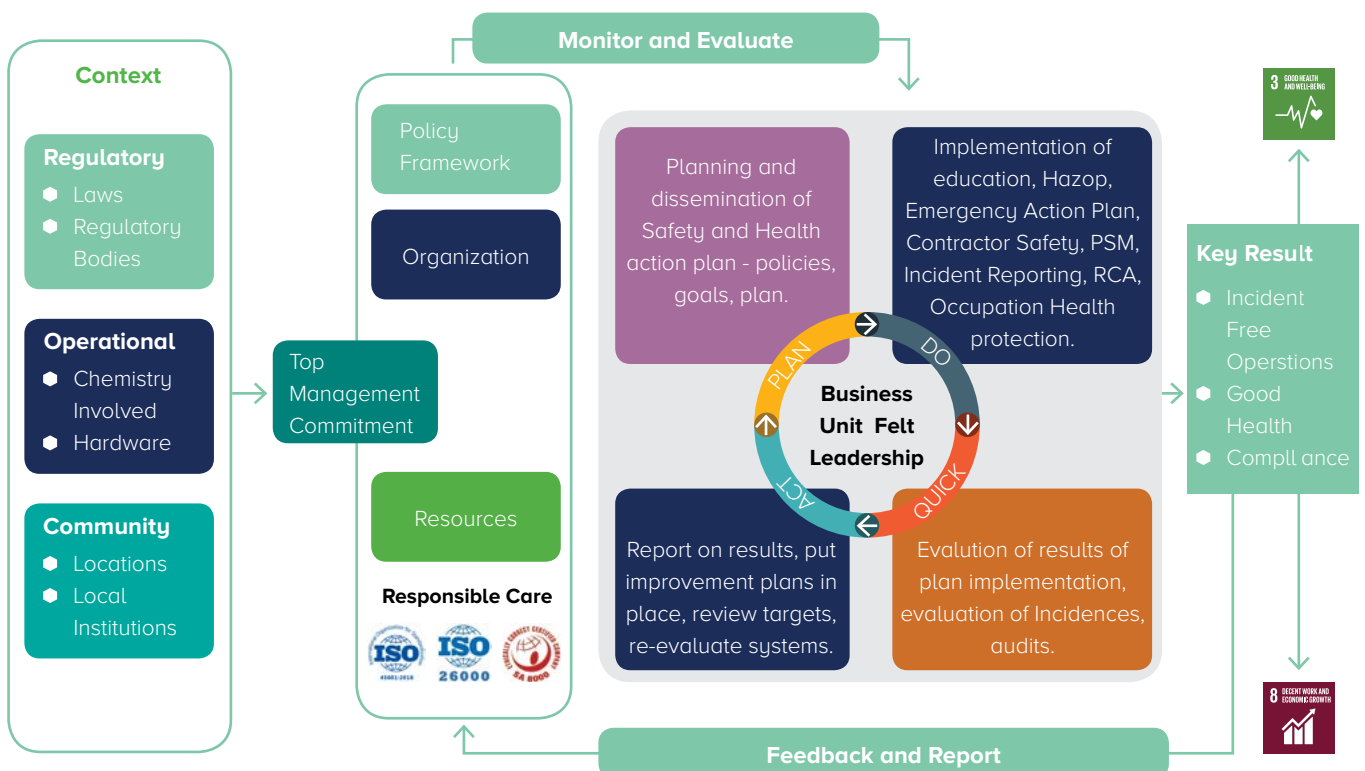 Monitor and Evaluate
Context
Regulatory
Laws
Regulatory
Bodies
Operational
Chemistry
Involved
Hardware
Community
Locations
Local
Institutions
Top
Management
Commitment
Policy
Framework
Organization
Resources
Responsible Care
ISO
45001:2018
ISO
26000
SA 8000
Planning and
dissemination of
Safety and Health
action plan - policies,
goals, plan.
Implementation of
education, Hazop,
Emergency Action Plan,
Contractor Safety, PSM,
Incident Reporting, RCA,
Occupation Health
protection.
PLAN
DO
QUICK
ACT
Business
Unit Felt
Leadership
Report on results, put
improvement plans in
place, review targets,
re-evaluate systems.
Evalution of results of
plan implementation,
evaluation of Incidences,
audits.
3 GOOD HEALTH
AND WELL-BEING
Key Result
Incident
Free
Operstions
Good
Health
Compll ance
8 DECENT WORK AND
ECONOMIC GROWTH
Feedback and Report